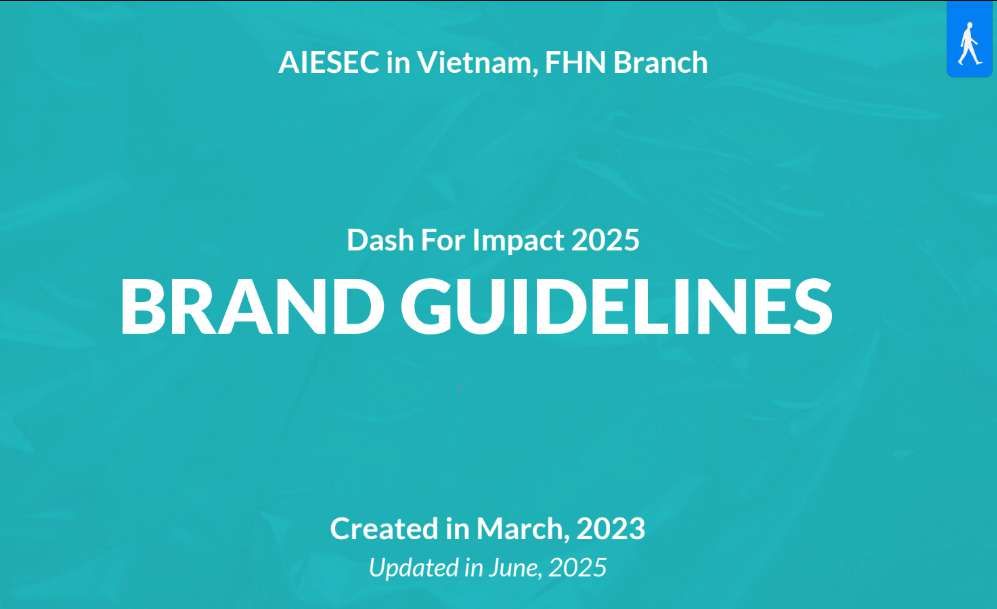 AIESEC in Vietnam, FHN Branch
Dash For Impact 2025
BRAND GUIDELINES
Created in March, 2023
Updated in June, 2025